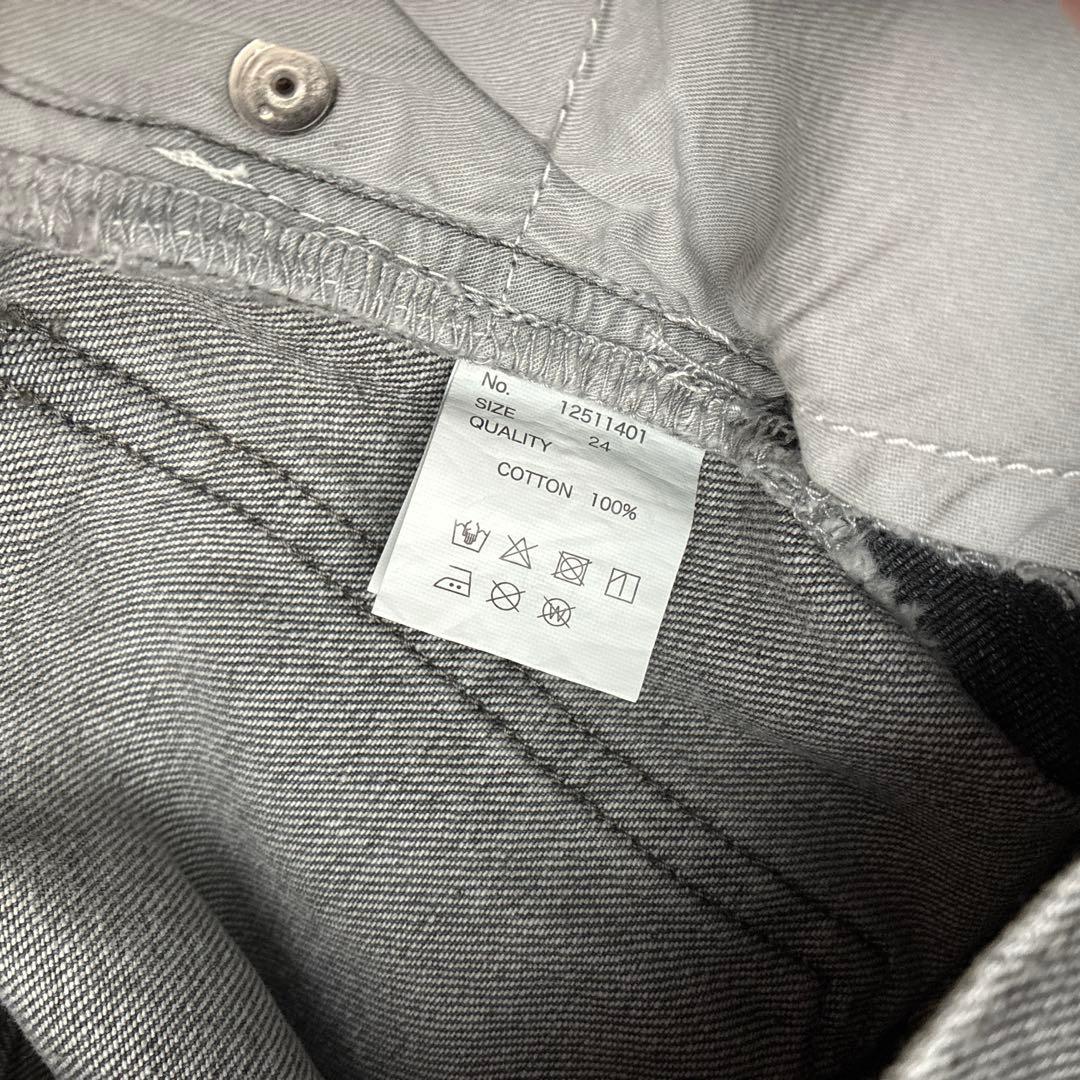 No. 12511401
SIZE 24
QUALITY
COTTON 100%
W